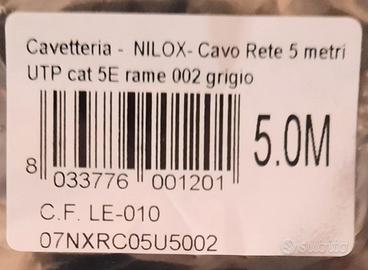 Cavetteria - NILOX- Cavo Rete 5 metri
UTP cat 5E rame 002 grigio
5.0M
8 033776 001201
C.F. LE-010
07NXRC05U5002
subito